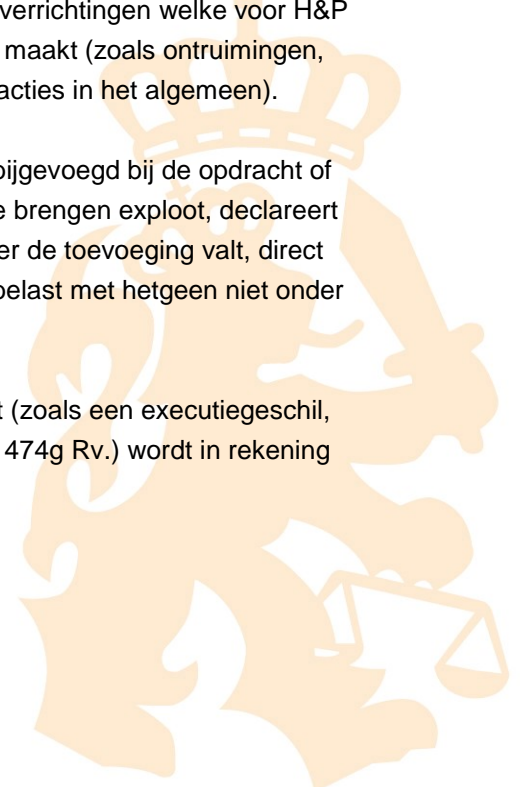 verrichtingen welke voor H&P
maakt (zoals ontruimingen,
acties in het algemeen).
bijgevoegd bij de opdracht of
brengen exploot, declareert
de toevoeging valt, direct
belast met hetgeen niet onder
(zoals een executiegeschil,
474g Rv.) wordt in rekening